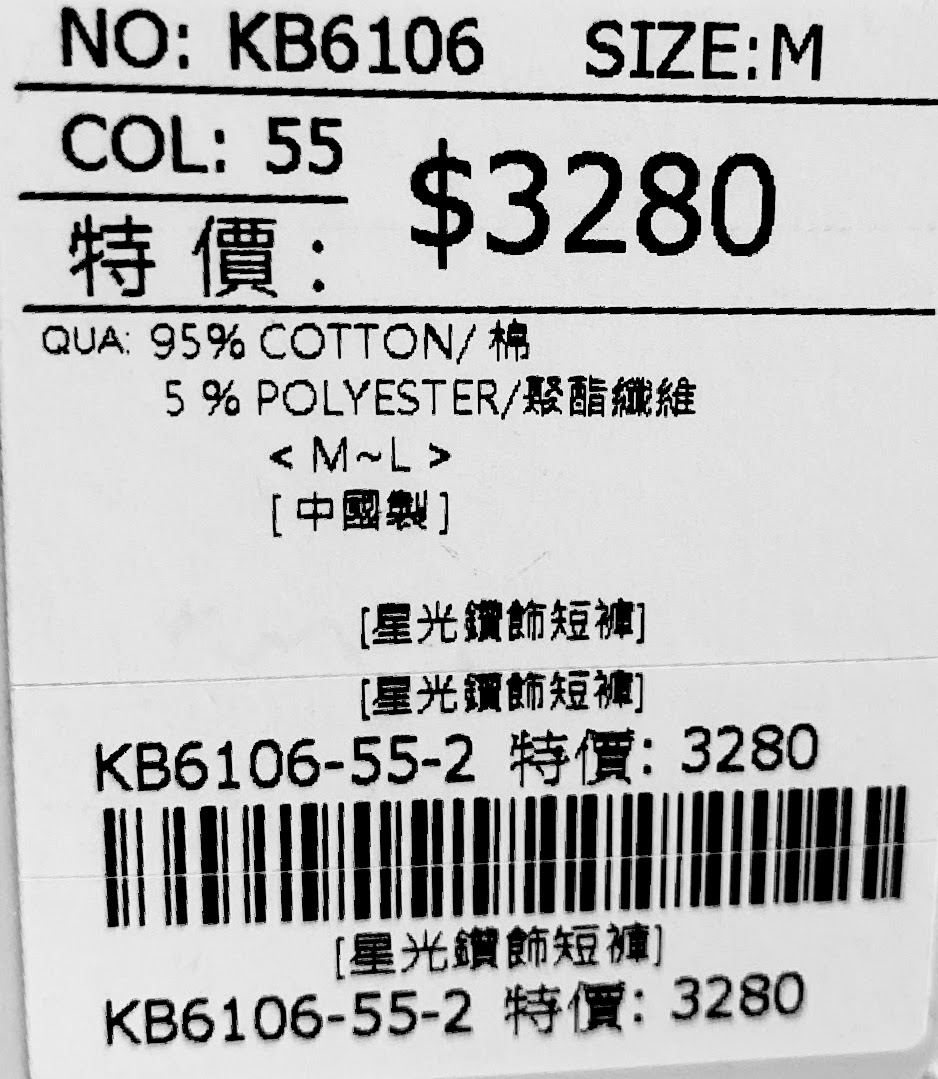 NO: KB6106 SIZE:M
COL: 55
$3280
特 價:
QUA: 95% COTTON/棉
5 % POLYESTER/聚酯纖維
< M~L >
[中國製]
[星光鑽飾短褲]
[星光鑽飾短褲]
KB6106-55-2 特價: 3280
[星光鑽飾短褲]
KB6106-55-2 特價: 3280